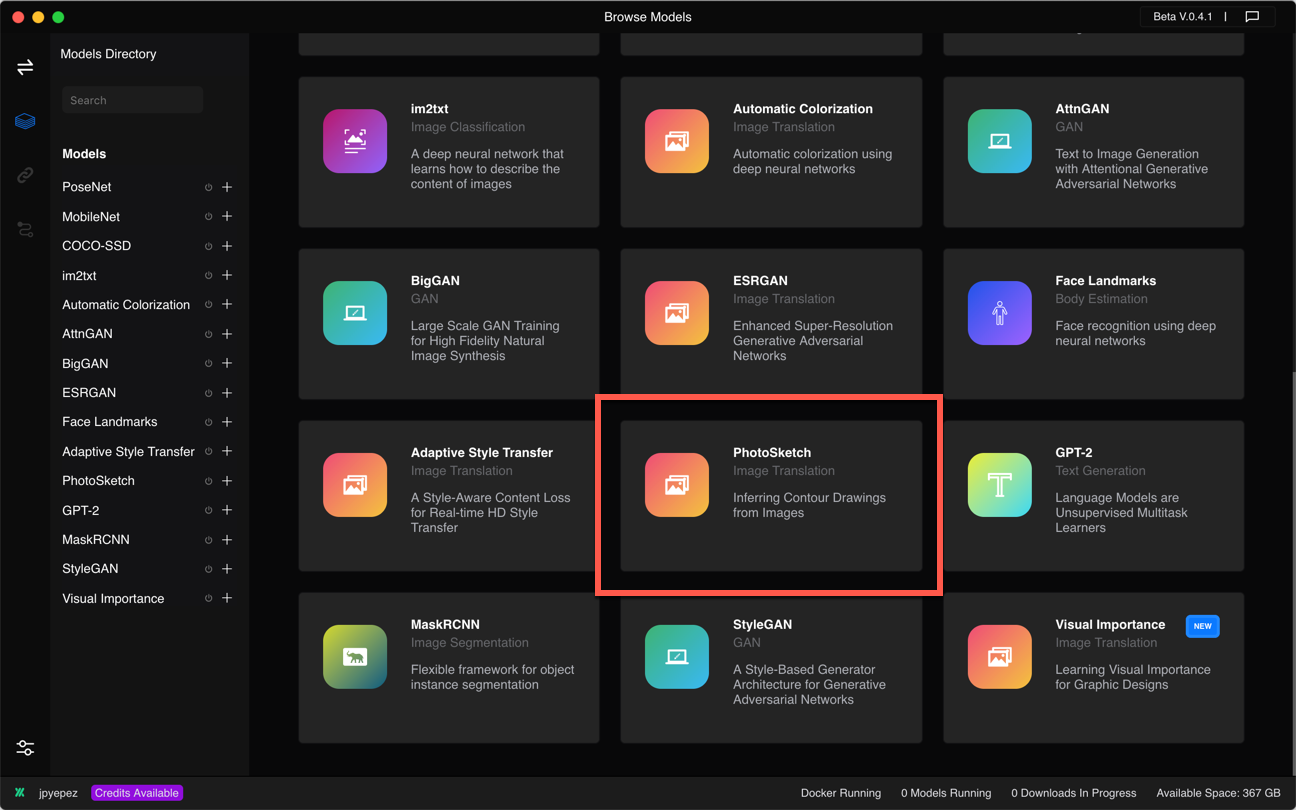 Browse Models
Beta V.0.4.1 |
Models Directory
Search
Models
PoseNet
MobileNet
COCO-SSD
im2txt
Automatic Colorization
AttnGAN
BigGAN
ESRGAN
Face Landmarks
Adaptive Style Transfer
PhotoSketch
GPT-2
MaskRCNN
StyleGAN
Visual Importance
im2txt
Image Classification
A deep neural network that
learns how to describe the
content of images
Automatic Colorization
Image Translation
Automatic colorization using
deep neural networks
AttnGAN
GAN
Text to Image Generation
with Attentional Generative
Adversarial Networks
BigGAN
GAN
Large Scale GAN Training
for High Fidelity Natural
Image Synthesis
ESRGAN
Image Translation
Enhanced Super-Resolution
Generative Adversarial
Networks
Face Landmarks
Body Estimation
Face recognition using deep
neural networks
Adaptive Style Transfer
Image Translation
A Style-Aware Content Loss
for Real-time HD Style
Transfer
PhotoSketch
Image Translation
Inferring Contour Drawings
from Images
GPT-2
Text Generation
Language Models are
Unsupervised Multitask
Learners
MaskRCNN
Image Segmentation
Flexible framework for object
instance segmentation
StyleGAN
GAN
A Style-Based Generator
Architecture for Generative
Adversarial Networks
Visual Importance
NEW
Image Translation
Learning Visual Importance
for Graphic Designs
jpyepez
Credits Available
Docker Running
0 Models Running
0 Downloads In Progress
Available Space: 367 GB